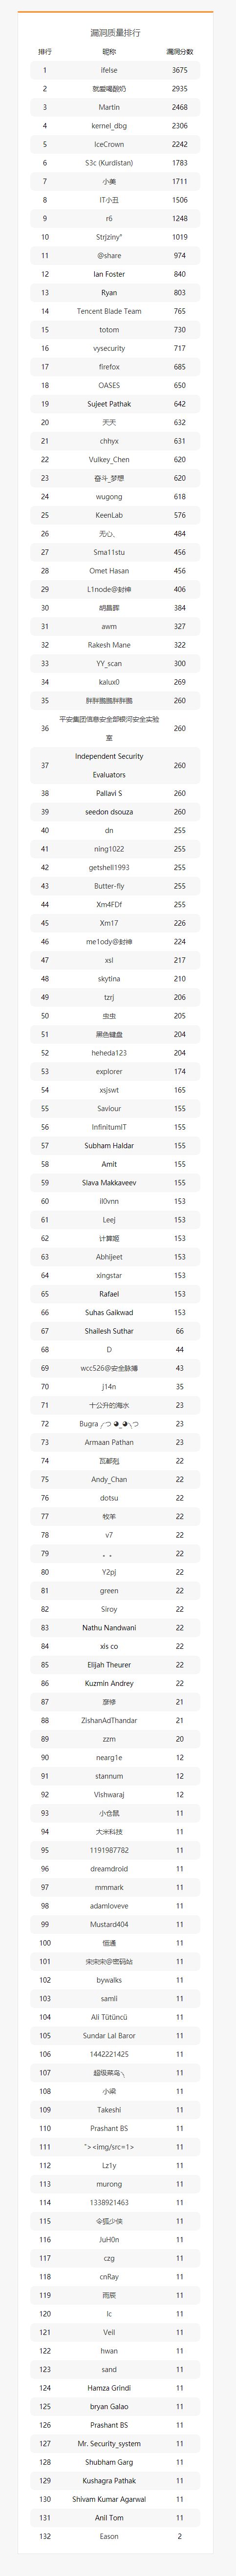 漏洞质量排行
排行 昵称 漏洞分数
1 ifelse 3675
2 就爱喝酸奶 2935
3 Martin 2468
4 kernel_dbg 2306
5 IceCrown 2242
6 S3c (Kurdistan) 1783
7 小美 1711
8 IT小丑 1506
9 r6 1248
10 Strjziny" 1019
11 @share 974
12 Ian Foster 840
13 Ryan 803
14 Tencent Blade Team 765
15 totom 730
16 vysecurity 717
17 firefox 685
18 OASES 650
19 Sujeet Pathak 642
20 天天 632
21 chhyx 631
22 Vulkey_Chen 620
23 奋斗_梦想 620
24 wugong 618
25 KeenLab 576
26 无心、 484
27 Sma11stu 456
28 Omet Hasan 456
29 L1node@封神 406
30 胡昌晖 384
31 awm 327
32 Rakesh Mane 322
33 YY_scan 300
34 kaiux0 269
35 260
36 平安集团信息安全部银河安全实验
室 260
37 Independent Security
Evaluators 260
38 Pallavi S 260
39 seedon dsouza 260
40 dn 255
41 ning1022 255
42 getshell1993 255
43 Butter-fly 255
44 Xm4FDf 255
45 Xm17 226
46 me1ody@封神 224
47 xsl 217
48 skytina 210
49 tzrj 206
50 虫虫 205
51 黑色键盘 204
52 heheda123 204
53 explorer 174
54 xsjswt 165
55 Saviour 155
56 InfinitumIT 155
57 Subham Haldar 155
58 Amit 155
59 Slava Makkaveev 155
60 il0vnn 153
61 Leej 153
62 计算姬 153
63 Abhijeet 153
64 xingstar 153
65 Rafael 153
66 Suhas Gaikwad 153
67 Shailesh Suthar 66
68 D 44
69 wcc526@安全脉搏 43
70 j14n 35
71 十公升的海水 23
72 Bugra ╭つ ◕_◕╮つ 23
73 Armaan Pathan 23
74 22
75 Andy_Chan 22
76 dotsu 22
77 牧羊 22
78 v7 22
79 。。 22
80 Y2pj 22
81 green 22
82 Siroy 22
83 Nathu Nandwani 22
84 xis co 22
85 Elijah Theurer 22
86 Kuzmin Andrey 22
87 21
88 ZishanAdThandar 21
89 zzm 20
90 nearg1e 12
91 stannum 12
92 Vishwaraj 12
93 小仓鼠 11
94 大米科技 11
95 1191987782 11
96 dreamdroid 11
97 mmmark 11
98 adamloveve 11
99 Mustard404 11
100 恒通 11
101 宋宋宋@密码站 11
102 bywalks 11
103 samli 11
104 Ali Tütüncü 11
105 Sundar Lal Baror 11
106 1442221425 11
107 超级菜鸟╮ 11
108 小梁 11
109 Takeshi 11
110 Prashant BS 11
111 "><img/src=1> 11
112 Lz1y 11
113 murong 11
114 1338921463 11
115 令狐少侠 11
116 JuH0n 11
117 czg 11
118 cnRay 11
119 雨辰 11
120 lc 11
121 Veil 11
122 hwan 11
123 sand 11
124 Hamza Grindi 11
125 bryan Galao 11
126 Prashant BS 11
127 Mr. Security_system 11
128 Shubham Garg 11
129 Kushagra Pathak 11
130 Shivam Kumar Agarwal 11
131 Anil Tom 11
132 Eason 2